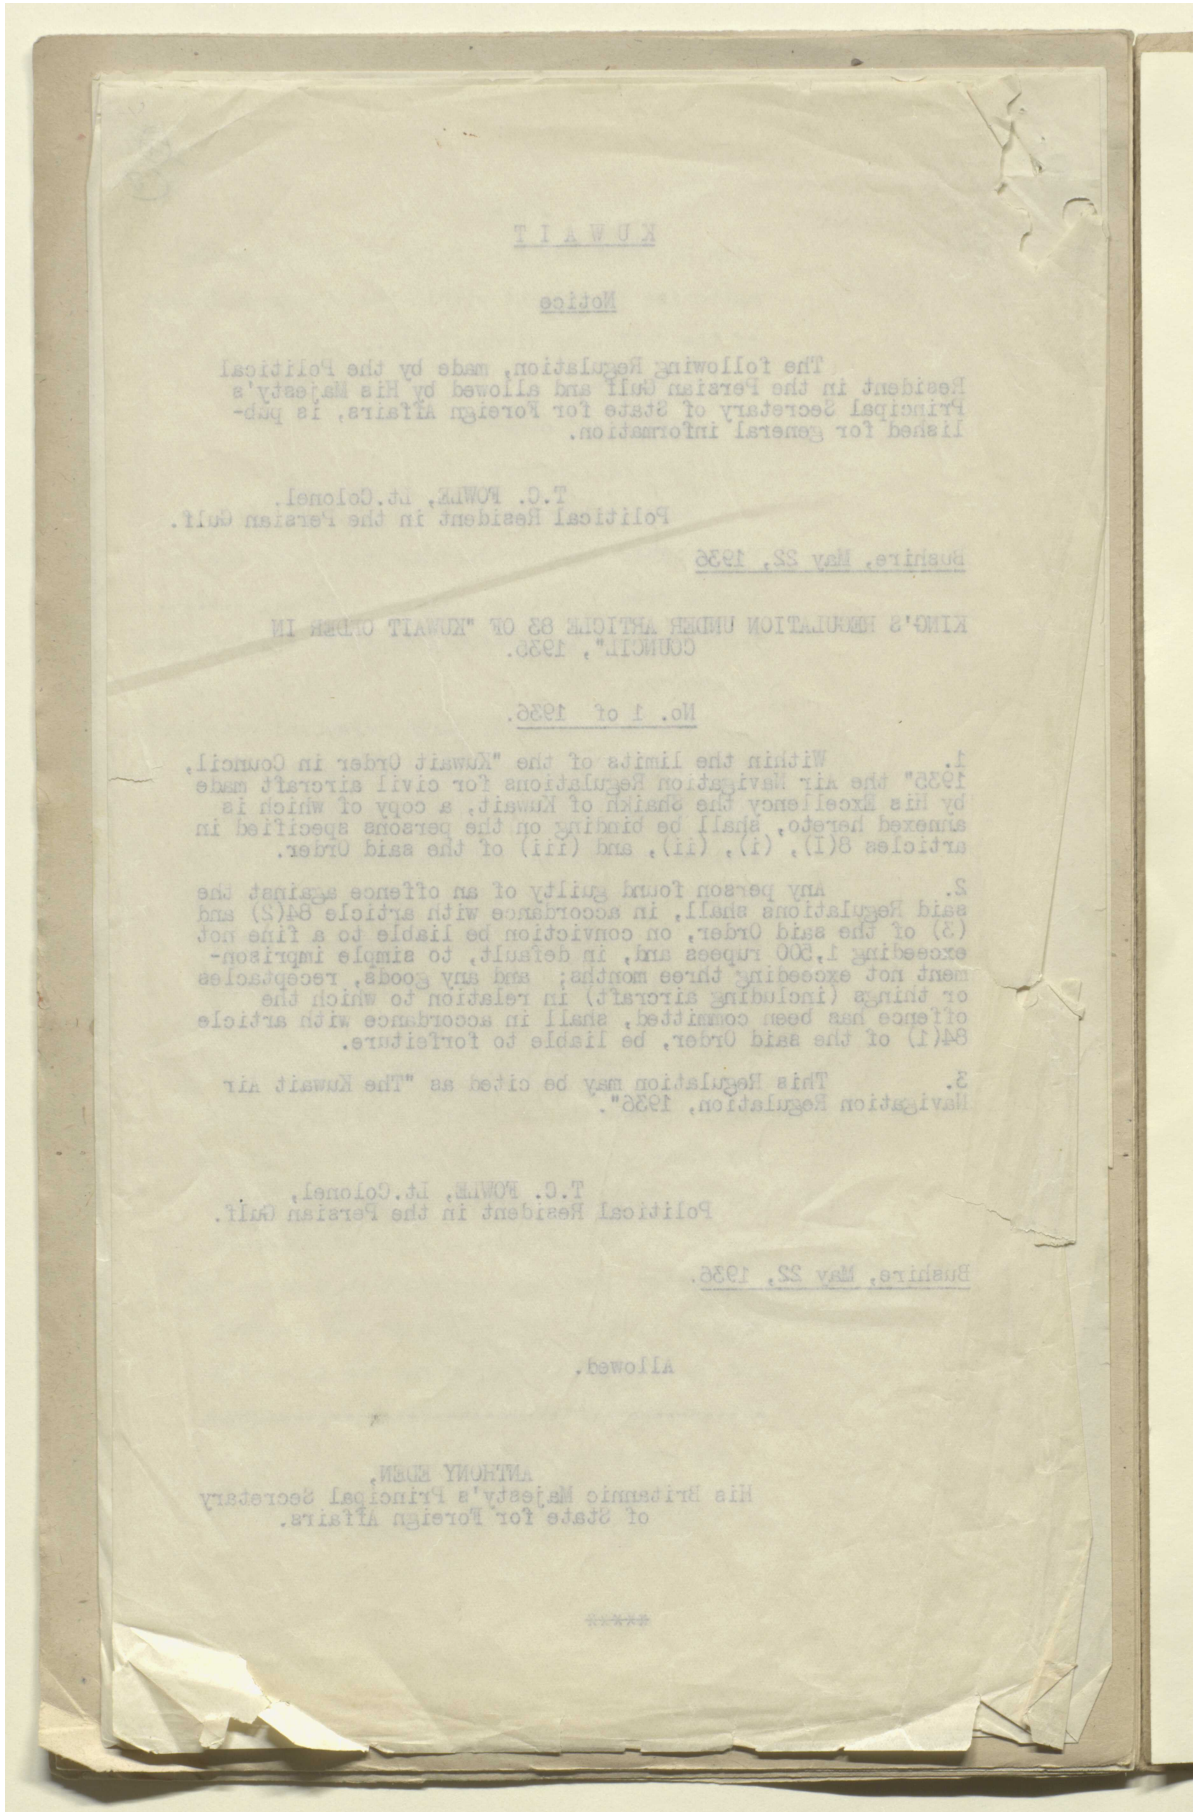 KUWAIT
Notice
The following Regulation, made by the Political
Resident in the Persian Gulf and allowed by His Majesty's
Principal Secretary of State for Foreign Affairs, is pub-
lished for general information.
T.C. FOWLE, Lt.Colonel.
Political Resident in the Persian Gulf.
Bushire, May 22, 1936
KING'S REGULATION UNDER ARTICLE 83 OF "KUWAIT ORDER IN
COUNCIL", 1935.
No. 1 of 1936.
1. Within the limits of the "Kuwait Order in Council,
1935" the Air Navigation Regulations for civil aircraft made
by His Excellency the Shaikh of Kuwait, a copy of which is
annexed hereto, shall be binding on the persons specified in
articles 8(I), (i), (ii), and (iii) of the said Order.
2. Any person found guilty of an offence against the
said Regulations shall, in accordance with article 84(2) and
(3) of the said Order, on conviction be liable to a fine not
exceeding 1,500 rupees and, in default, to simple imprison-
ment not exceeding three months; and any goods, receptacles
or things (including aircraft) in relation to which the
offence has been committed, shall in accordance with article
84(1) of the said Order, be liable to forfeiture.
3. This Regulation may be cited as "The Kuwait Air
Navigation Regulation, 1936".
T.C. FOWLE, Lt.Colonel,
Political Resident in the Persian Gulf.
Bushire, May 22, 1936.
Allowed.
ANTHONY EDEN,
His Britannic Majesty's Principal Secretary
of State for Foreign Affairs.